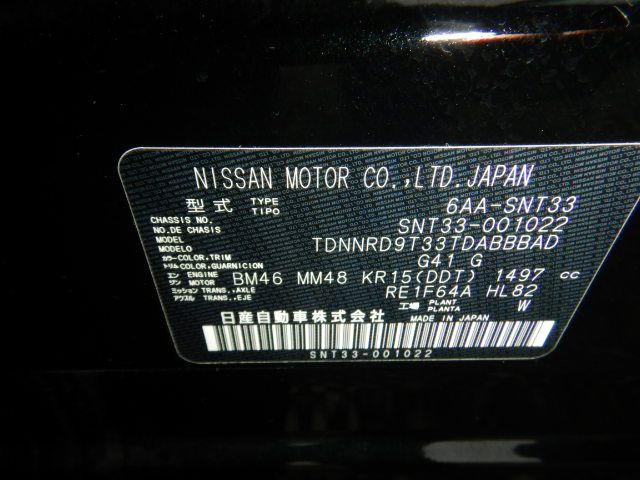 NISSAN MOTOR CO.,LTD.JAPAN
型式 TYPE TIPO 6AA-SNT33
CHASSIS NO. NO.DE CHASIS SNT33-001022
MODEL MODELO TDNNRD9T33TDABBBAD
カラー COLOR,TRIM トリム COLOR,GUARNICION G41 G
エンジン ENGINE MOTOR BM46 MM48 KR15(DDT) 1497 cc
ミッション TRANS.,AXLE アクスル TRANS.,EJE RE1F64A HL82
工場 PLANT PLANTA W
日産自動車株式会社 MADE IN JAPAN
SNT33-001022